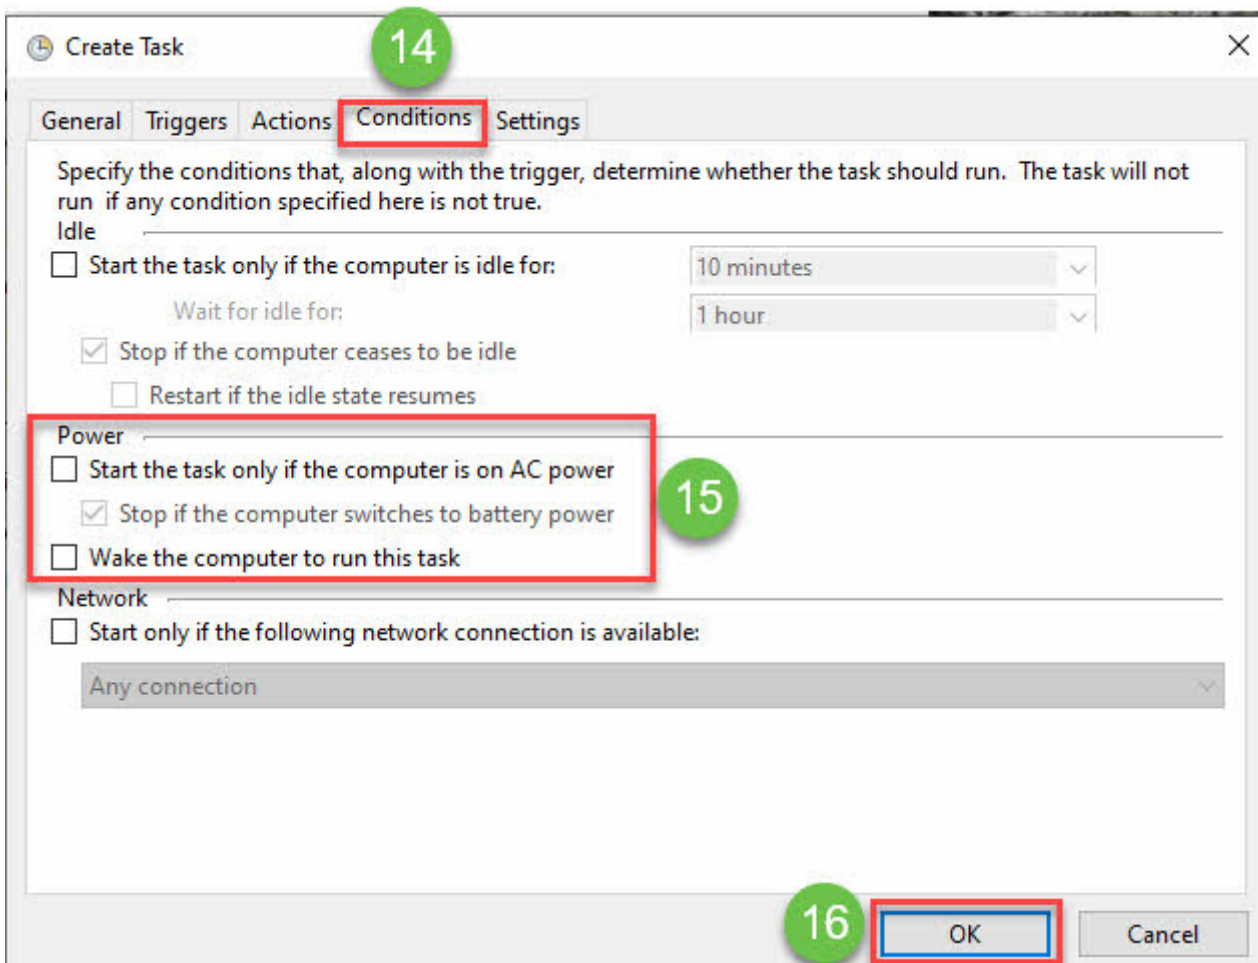 Create Task
14
General Triggers Actions Conditions Settings
Specify the conditions that, along with the trigger, determine whether the task should run. The task will not
run if any condition specified here is not true.
Idle
Start the task only if the computer is idle for: 10 minutes
Wait for idle for: 1 hour
Stop if the computer ceases to be idle
Restart if the idle state resumes
Power
Start the task only if the computer is on AC power
15
Stop if the computer switches to battery power
Wake the computer to run this task
Network
Start only if the following network connection is available:
Any connection
16
OK Cancel